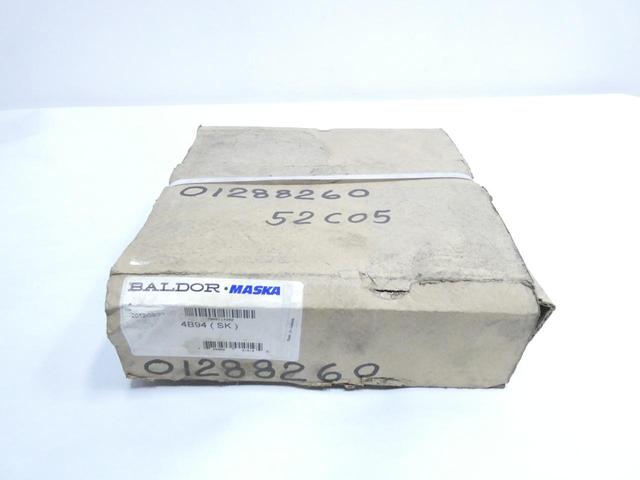 01288260
52C05
BALDOR · MASKA
4B94 ( SK )
01288260